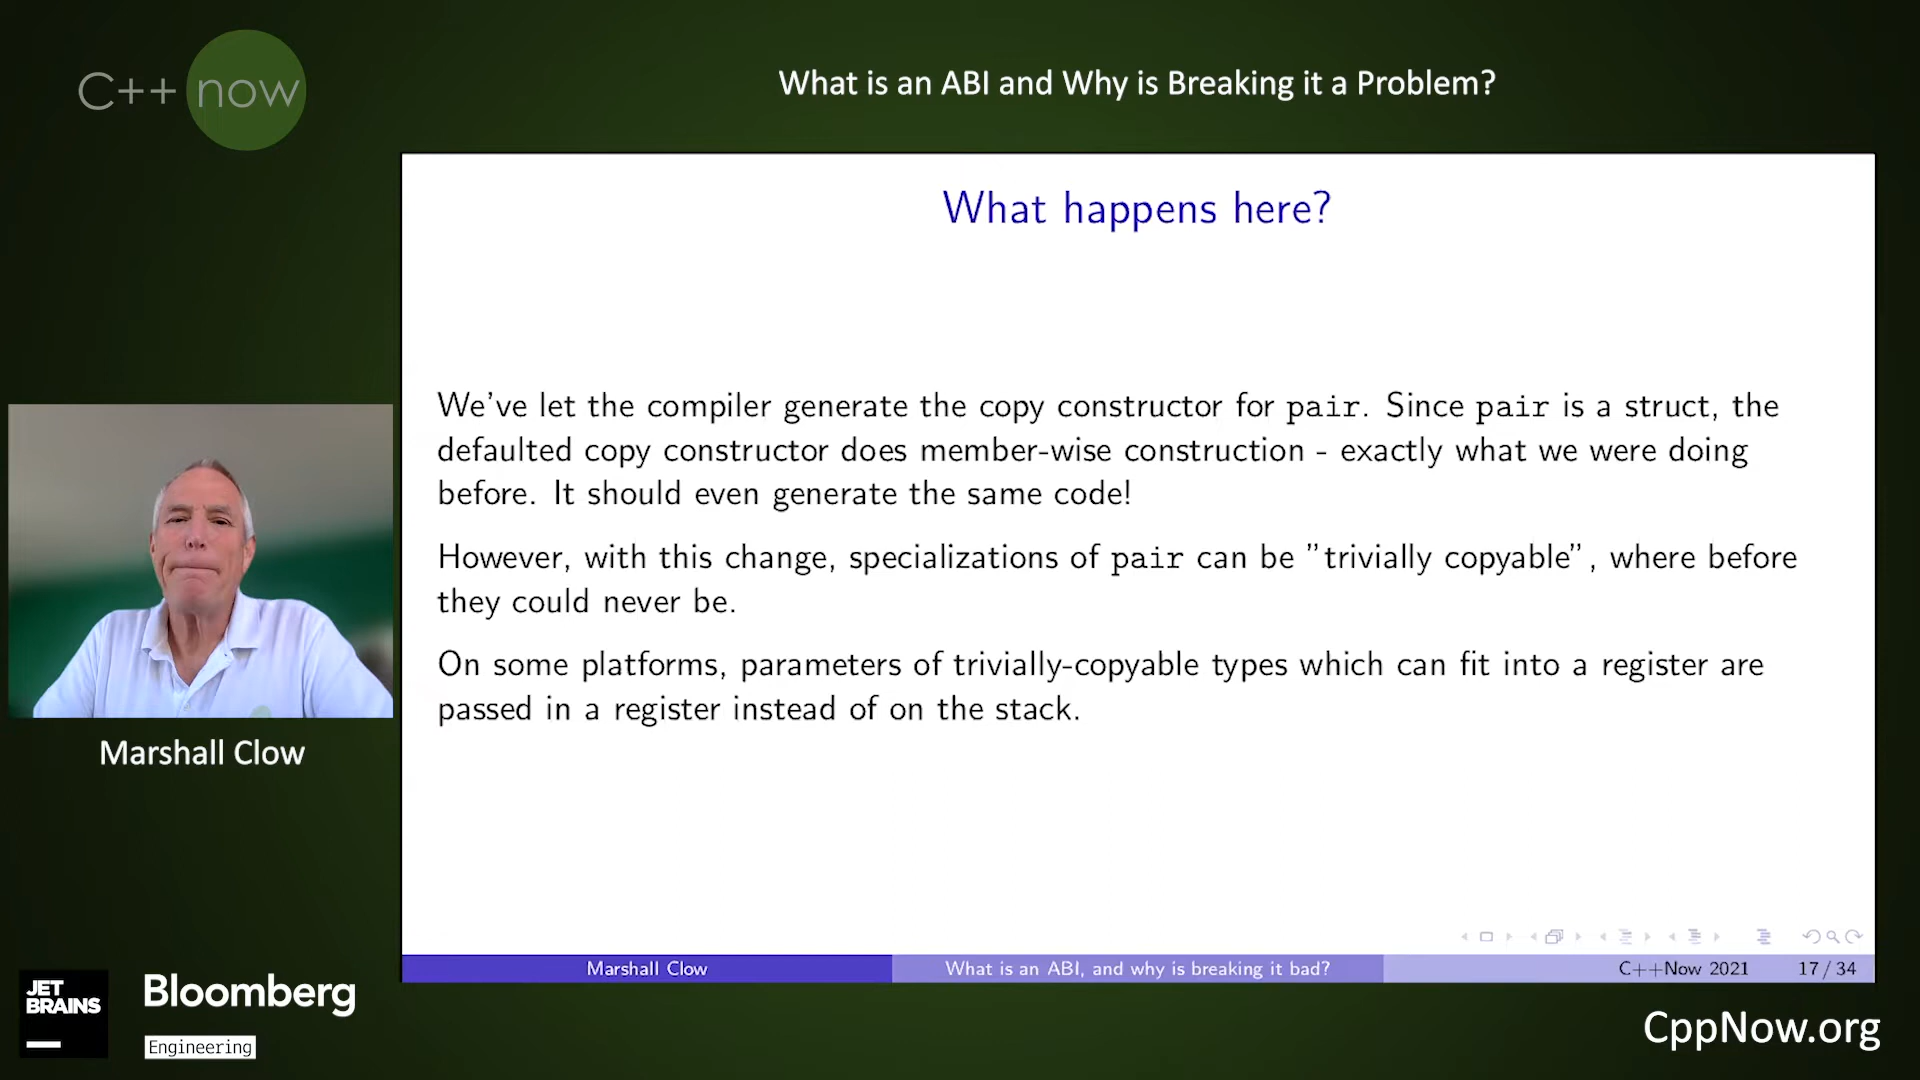 C++ now
What is an ABI and Why is Breaking it a Problem?
What happens here?
We've let the compiler generate the copy constructor for pair. Since pair is a struct, the
defaulted copy constructor does member-wise construction - exactly what we were doing
before. It should even generate the same code!
However, with this change, specializations of pair can be ”trivially copyable”, where before
they could never be.
On some platforms, parameters of trivially-copyable types which can fit into a register are
passed in a register instead of on the stack.
Marshall Clow
Marshall Clow
What is an ABI, and why is breaking it bad?
C++Now 2021
17 / 34
JET
BRAINS
Bloomberg
Engineering
CppNow.org